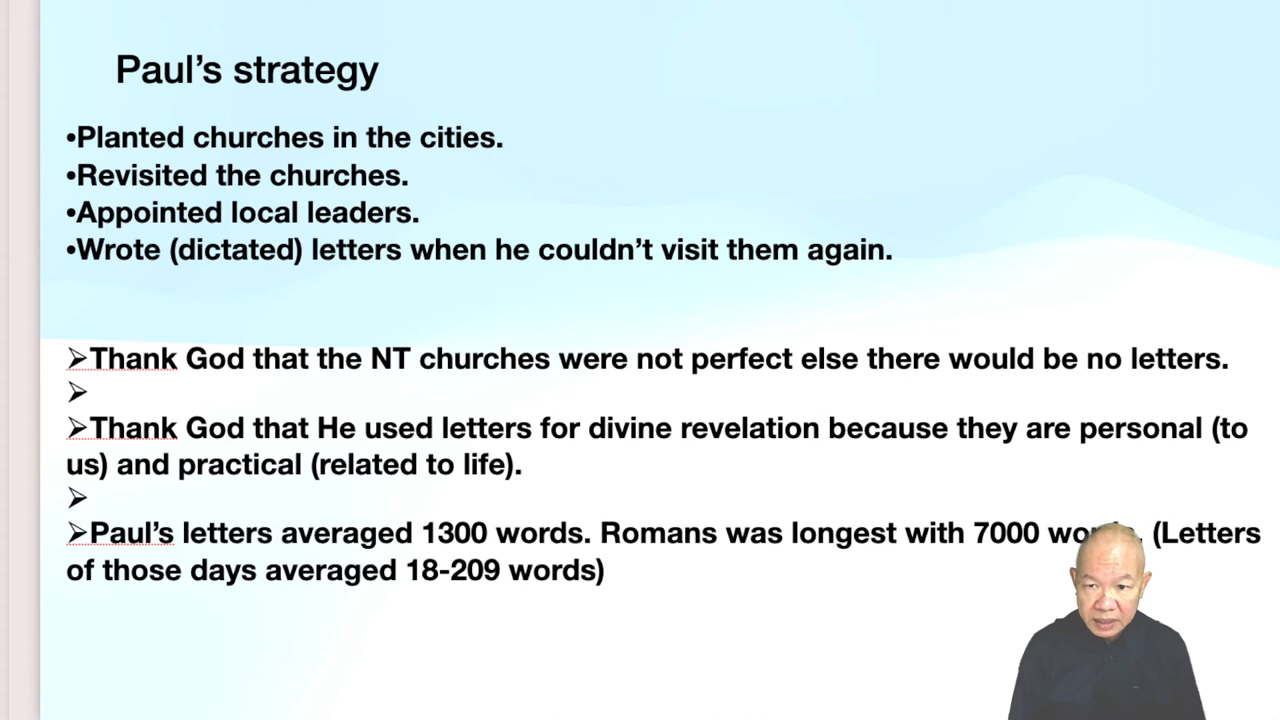 Paul’s strategy
•Planted churches in the cities.
•Revisited the churches.
•Appointed local leaders.
•Wrote (dictated) letters when he couldn’t visit them again.
➢Thank God that the NT churches were not perfect else there would be no letters.
➢
➢Thank God that He used letters for divine revelation because they are personal (to
us) and practical (related to life).
➢
➢Paul’s letters averaged 1300 words. Romans was longest with 7000 (Letters
of those days averaged 18-209 words)